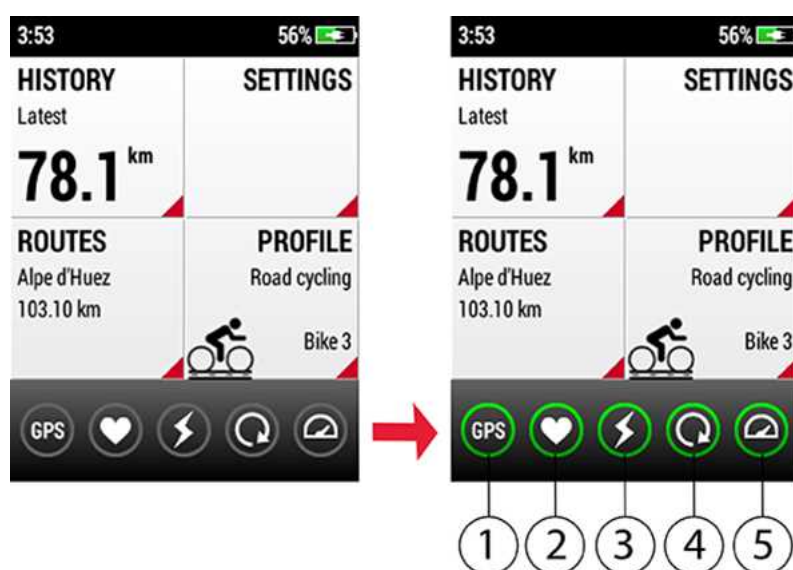 3:53 56%
HISTORY
Latest
78.1 km
SETTINGS
ROUTES
Alpe d'Huez
103.10 km
PROFILE
Road cycling
Bike 3
GPS
3:53 56%
HISTORY
Latest
78.1 km
SETTINGS
ROUTES
Alpe d'Huez
103.10 km
PROFILE
Road cycling
Bike 3
GPS
1 2 3 4 5